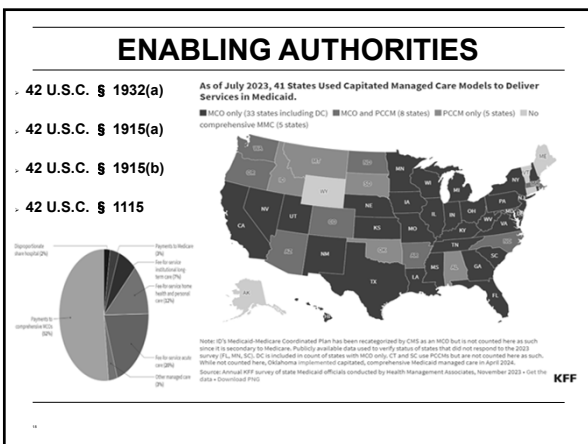 ENABLING AUTHORITIES
42 U.S.C. § 1932(a)
42 U.S.C. § 1915(a)
42 U.S.C. § 1915(b)
42 U.S.C. § 1115
As of July 2023, 41 States Used Capitated Managed Care Models to Deliver
Services in Medicaid.
MCO only (33 states including DC) MCO and PCCM (8 states) PCCM only (5 states) No
comprehensive MMC (5 states)
WA
OR
ID
MT
ND
SD
WY
MN
WI
MI
NY
ME
VT
CA
NV
UT
CO
AZ
NM
NE
KS
IA
MO
IL
IN
OH
PA
WV
VA
KY
TN
NC
SC
GA
AL
MS
LA
AR
TX
FL
AK
Disproportionate
share hospital (2%)
Payments to Medicare
Fee-for-service
institutional long-
term care (7%)
Fee-for-service home
health and personal
care (12%)
Fee-for-service acute
Other managed care
Payments to
comprehensive MCOs
Note: ID's Medicaid-Medicare Coordinated Plan has been recategorized by CMS as an MCO but is not counted here as such
since it is secondary to Medicare. Publicly available data used to verify status of states that did not respond to the 2023
survey (FL, MN, SC). DC is included in count of states with MCO only. CT and SC use PCCMs but are not counted here as such.
While not counted here, Oklahoma implemented capitated, comprehensive Medicaid managed care in April 2024.
Source: Annual KFF survey of state Medicaid officials conducted by Health Management Associates, November 2023 • Get the
data • Download PNG
KFF